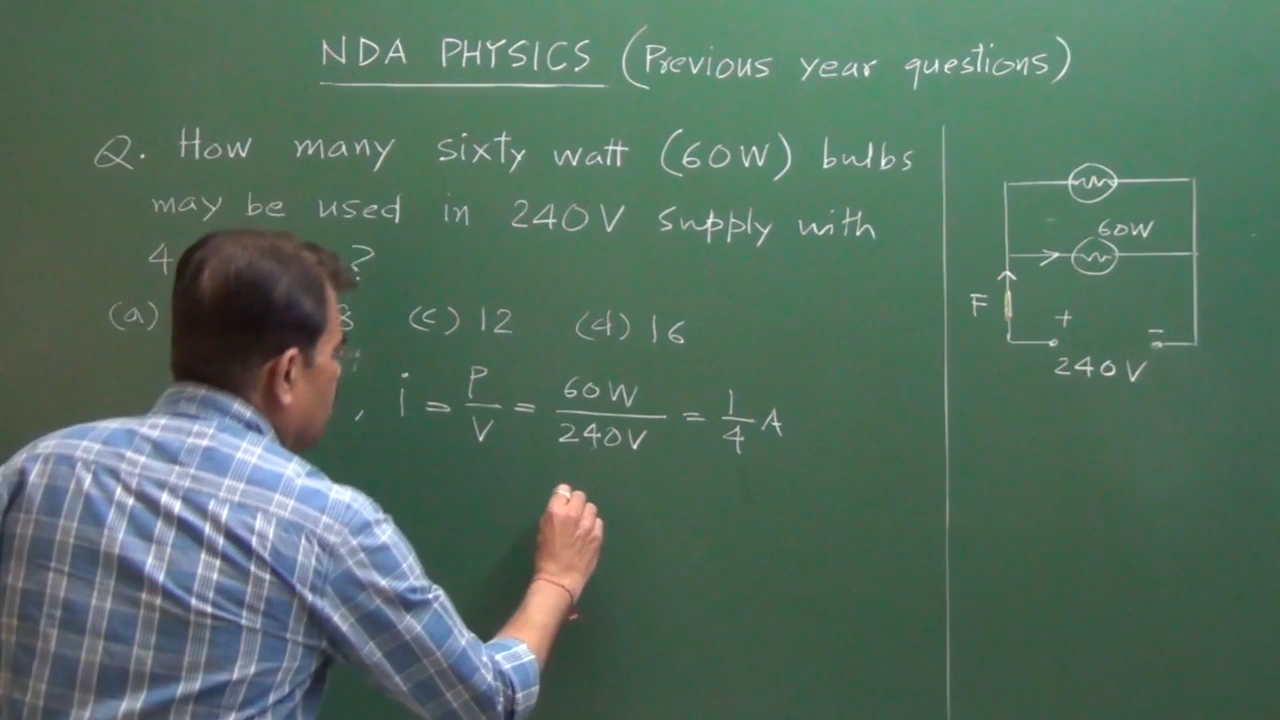 NDA PHYSICS (Previous year questions)
Q. How many sixty watt (60W) bulbs
may be used in 240V supply with
4 ?
(a) 8 (c) 12 (d) 16
, i = P/V = 60W/240V = 1/4 A
60W
F
+ -
240V